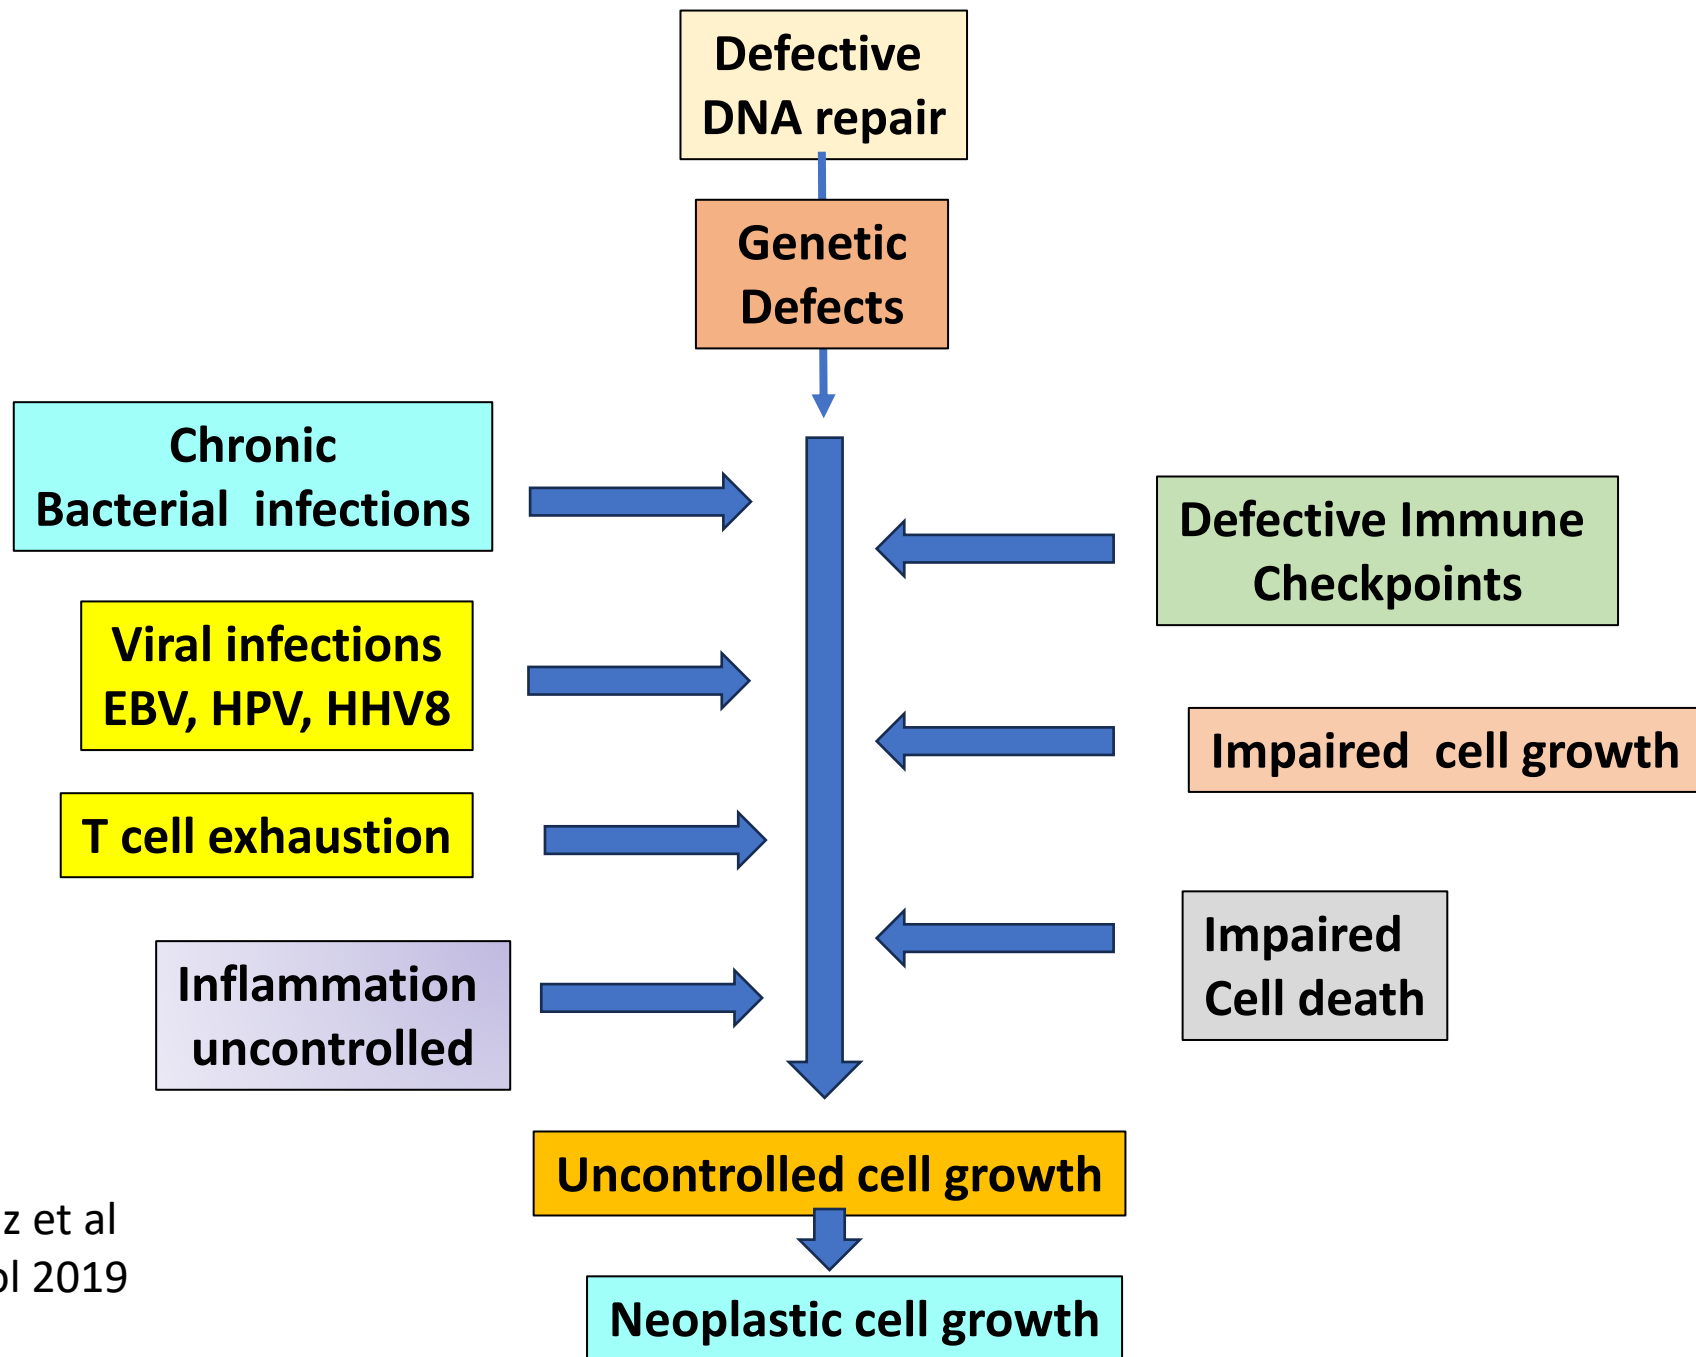 Defective
DNA repair
Genetic
Defects
Chronic
Bacterial  infections
Defective Immune
Checkpoints
Viral infections
EBV, HPV, HHV8
Impaired  cell growth
T cell exhaustion
Impaired
Cell death
Inflammation
uncontrolled
Uncontrolled cell growth
z et al
2019
Neoplastic cell growth